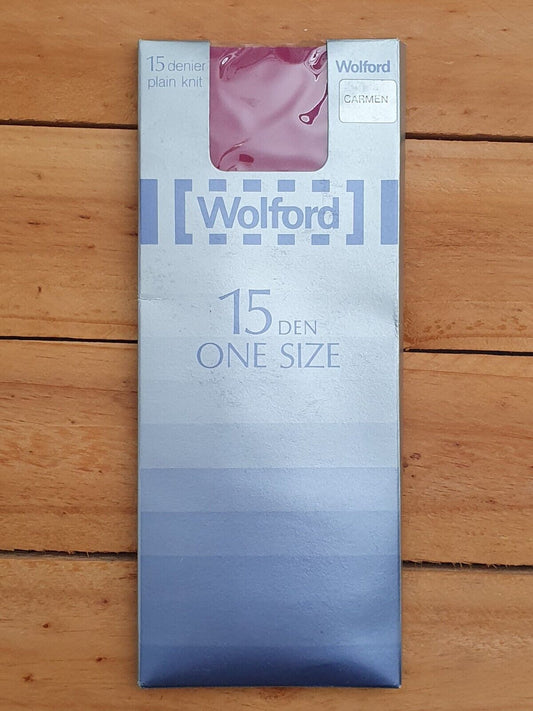 15 denier
plain knit
Wolford
CARMEN
[Wolford]
15 DEN
ONE SIZE